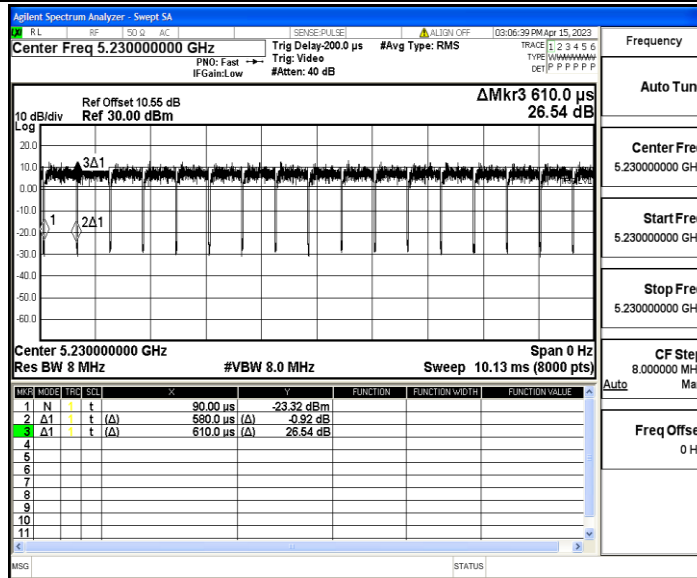 Agilent Spectrum Analyzer - Swept SA
RL RF 50 Ω AC SENSE:PULSE ALIGN OFF 03:06:39 PM Apr 15, 2023
Center Freq 5.230000000 GHz
PNO: Fast
IFGain:Low
Trig Delay-200.0 µs
Trig: Video
#Atten: 40 dB
#Avg Type: RMS
TRACE 1 2 3 4 5 6
TYPE
DET P P P P P P
Ref Offset 10.55 dB
Ref 30.00 dBm
10 dB/div
Log
ΔMkr3 610.0 µs
26.54 dB
20.0
10.0
0.00
-10.0
-20.0
-30.0
-40.0
-50.0
-60.0
3Δ1
1
2Δ1
Center 5.230000000 GHz
Span 0 Hz
Res BW 8 MHz
#VBW 8.0 MHz
Sweep 10.13 ms (8000 pts)
MKR MODE TRC SCL X Y FUNCTION FUNCTION WIDTH FUNCTION VALUE
1 N 1 t 90.00 µs -23.32 dBm
2 Δ1 1 t (Δ) 580.0 µs (Δ) -0.92 dB
3 Δ1 1 t (Δ) 610.0 µs (Δ) 26.54 dB
4
5
6
7
8
9
10
11
MSG
STATUS
Frequency
Auto Tun
Center Fre
5.230000000 GH
Start Fre
5.230000000 GH
Stop Fre
5.230000000 GH
CF Step
8.000000 MH
Auto Ma
Freq Offse
0 H